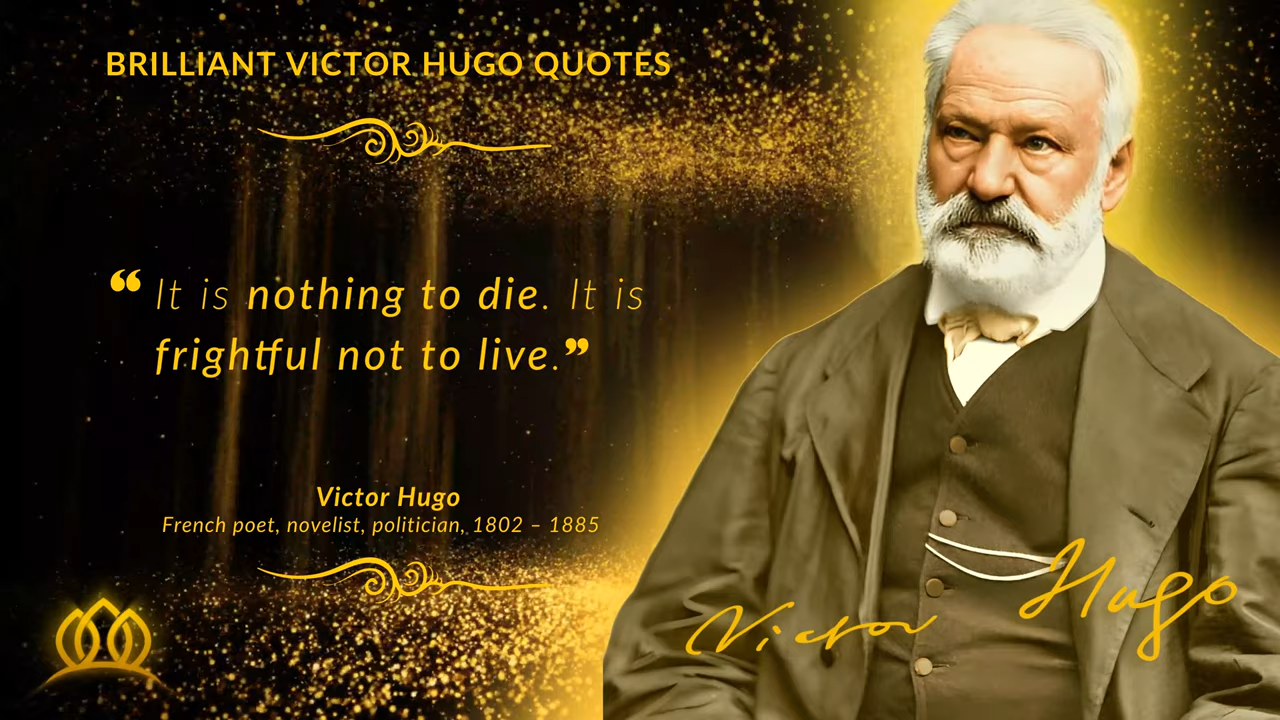 BRILLIANT VICTOR HUGO QUOTES
❝ It is nothing to die. It is
frightful not to live.❞
Victor Hugo
French poet, novelist, politician, 1802 – 1885
Victor Hugo